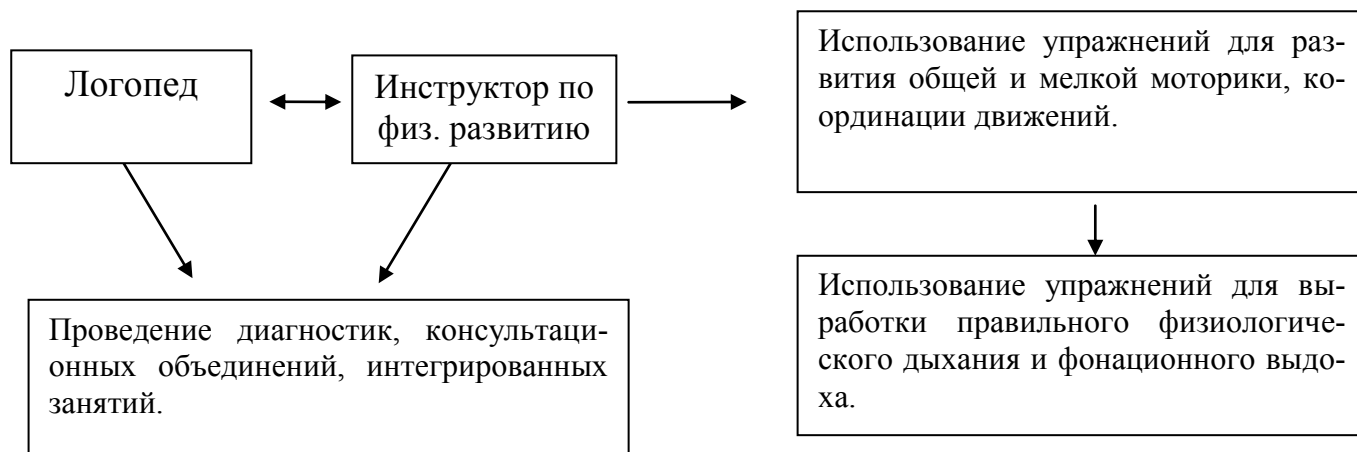 Логопед
Инструктор по
физ. развитию
Использование упражнений для раз-
вития общей и мелкой моторики, ко-
ординации движений.
Проведение диагностик, консультаци-
онных объединений, интегрированных
занятий.
Использование упражнений для вы-
работки правильного физиологиче-
ского дыхания и фонационного выдо-
ха.